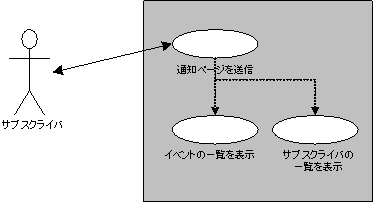 通知ページを送信
サブスクライバ
イベントの一覧を表示
サブスクライバの
一覧を表示